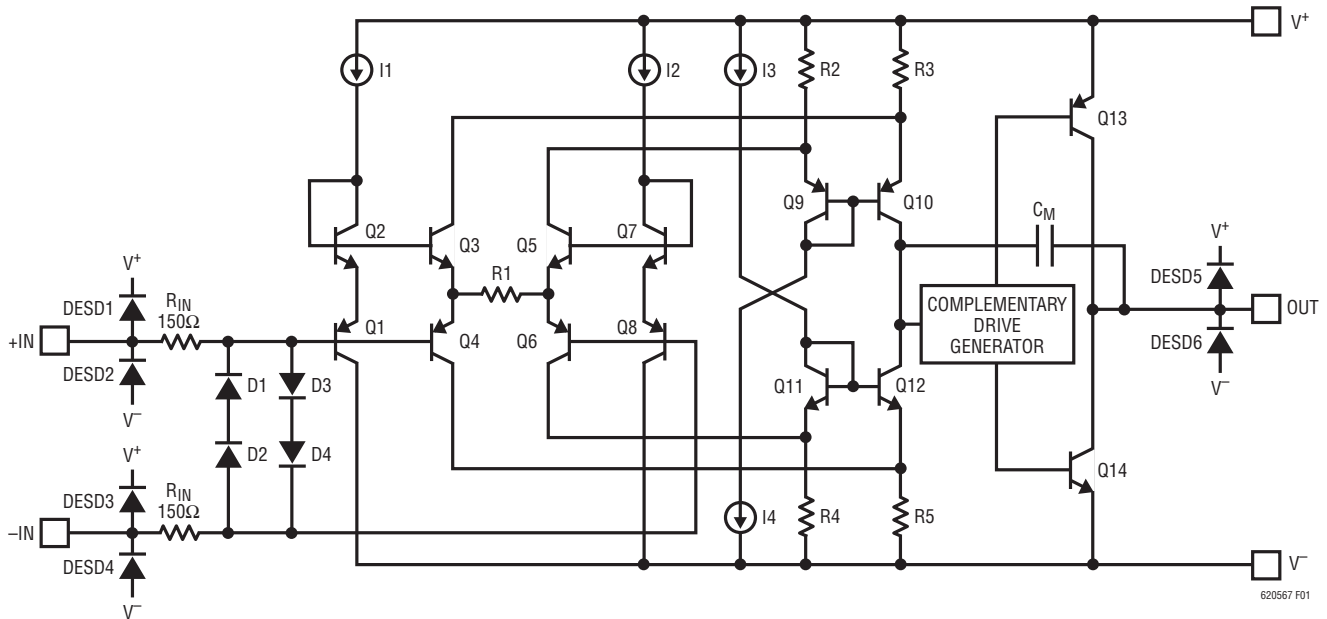 V+
I1
I2
I3
R2
R3
Q13
Q9
Q10
CM
Q2
Q3
Q5
Q7
V+
V+
DESD1
RIN
150Ω
R1
DESD5
+IN
Q1
Q4
Q6
Q8
COMPLEMENTARY
DRIVE
GENERATOR
OUT
DESD2
DESD6
V–
D1
D3
Q11
Q12
V–
V+
D2
D4
Q14
DESD3
RIN
150Ω
–IN
I4
R4
R5
DESD4
V–
V–
620567 F01